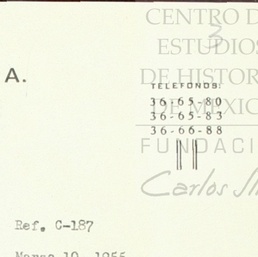 CENTRO D
ESTUDIOS
3
A.
DE HISTOR
TELEFONOS:
36-65-80
DE MEXIC
36-65-83
36-66-88
FUNDACI
Carlos Sl
Ref. C-187